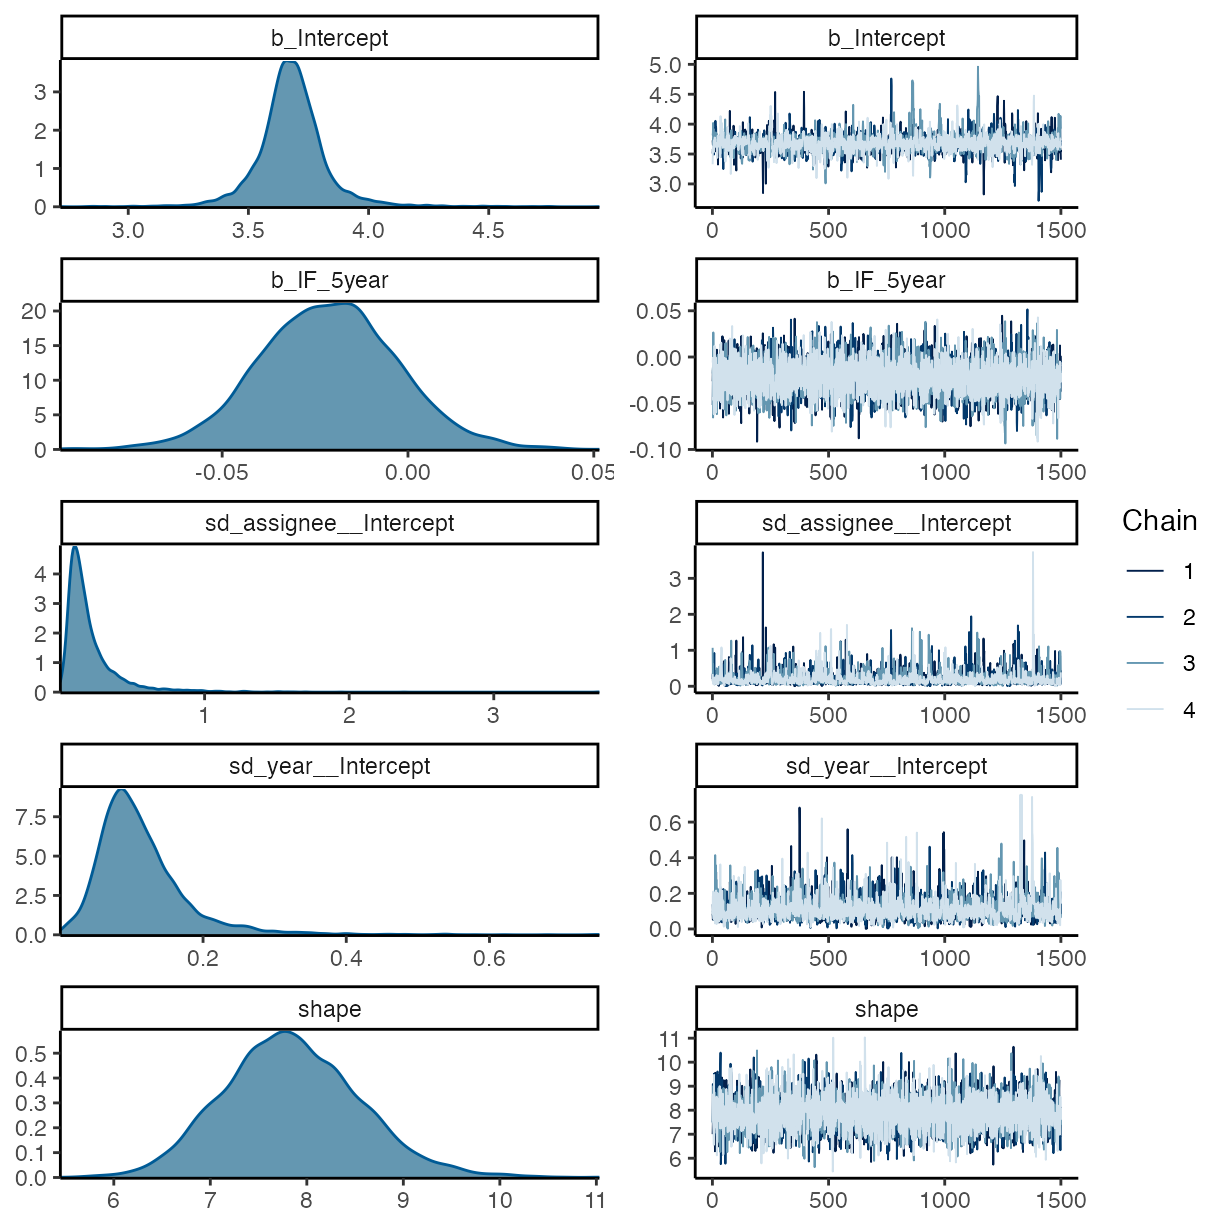 b_Intercept b_Intercept
3 2 1 0
3.0 3.5 4.0 4.5
5.0 4.5 4.0 3.5 3.0
0 500 1000 1500
b_IF_5year b_IF_5year
20 15 10 5 0
-0.05 0.00 0.05
0.05 0.00 -0.05 -0.10
0 500 1000 1500
sd_assignee__Intercept sd_assignee__Intercept
4 3 2 1 0
1 2 3
3 2 1 0
0 500 1000 1500
Chain
1
2
3
4
sd_year__Intercept sd_year__Intercept
7.5 5.0 2.5 0.0
0.2 0.4 0.6
0.6 0.4 0.2 0.0
0 500 1000 1500
shape shape
0.5 0.4 0.3 0.2 0.1 0.0
6 7 8 9 10 11
11 10 9 8 7 6
0 500 1000 1500